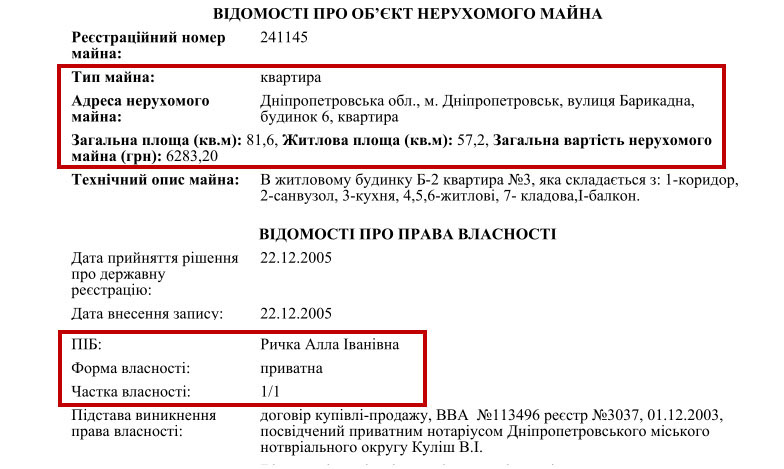 ВІДОМОСТІ ПРО ОБ’ЄКТ НЕРУХОМОГО МАЙНА
Реєстраційний номер майна: 241145
Тип майна: квартира
Адреса нерухомого майна: Дніпропетровська обл., м. Дніпропетровськ, вулиця Барикадна,
будинок 6, квартира
Загальна площа (кв.м): 81,6, Житлова площа (кв.м): 57,2, Загальна вартість нерухомого
майна (грн): 6283,20
Технічний опис майна: В житловому будинку Б-2 квартира №3, яка складається з: 1-коридор,
2-санвузол, 3-кухня, 4,5,6-житлові, 7- кладова,І-балкон.
ВІДОМОСТІ ПРО ПРАВА ВЛАСНОСТІ
Дата прийняття рішення про державну реєстрацію: 22.12.2005
Дата внесення запису: 22.12.2005
ПІБ: Ричка Алла Іванівна
Форма власності: приватна
Частка власності: 1/1
Підстава виникнення права власності: договір купівлі-продажу, ВВА №113496 реєстр №3037, 01.12.2003,
посвідчений приватним нотаріусом Дніпропетровського міського
нотвріального округу Куліш В.І.